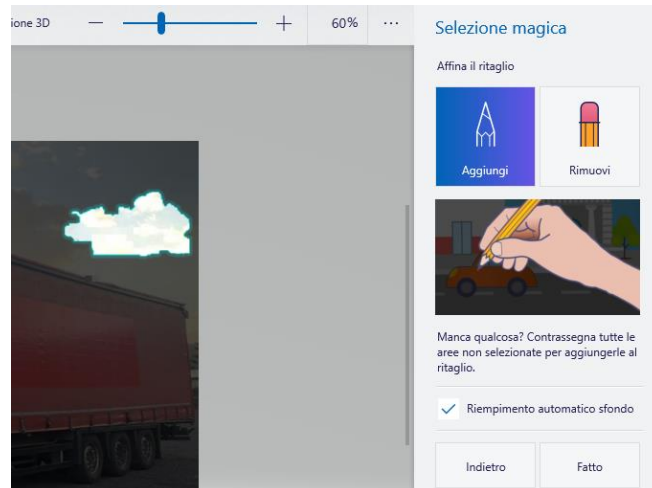 ione 3D
60%
Selezione magica
Affina il ritaglio
Aggiungi
Rimuovi
Manca qualcosa? Contrassegna tutte le
aree non selezionate per aggiungerle al
ritaglio.
Riempimento automatico sfondo
Indietro
Fatto